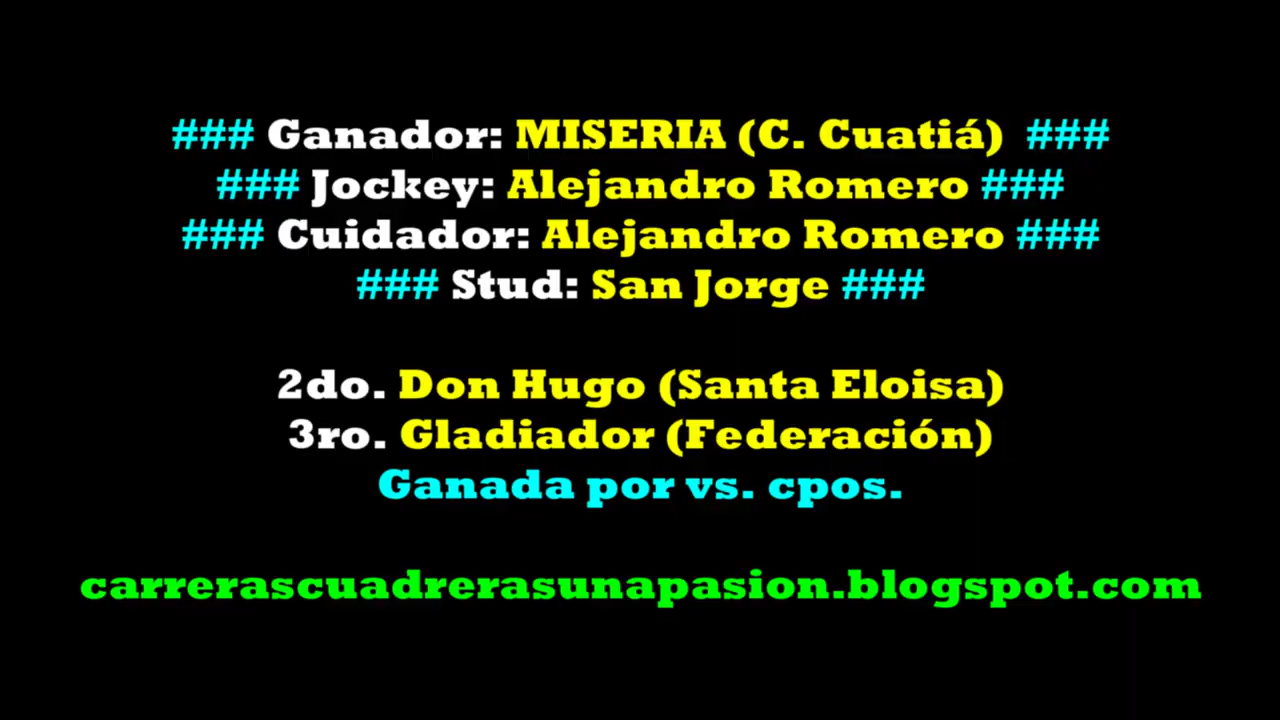 ### Ganador: MISERIA (C. Cuatiá) ###
### Jockey: Alejandro Romero ###
### Cuidador: Alejandro Romero ###
### Stud: San Jorge ###
2do. Don Hugo (Santa Eloisa)
3ro. Gladiador (Federación)
Ganada por vs. cpos.
carrerascuadrerasunapasion.blogspot.com